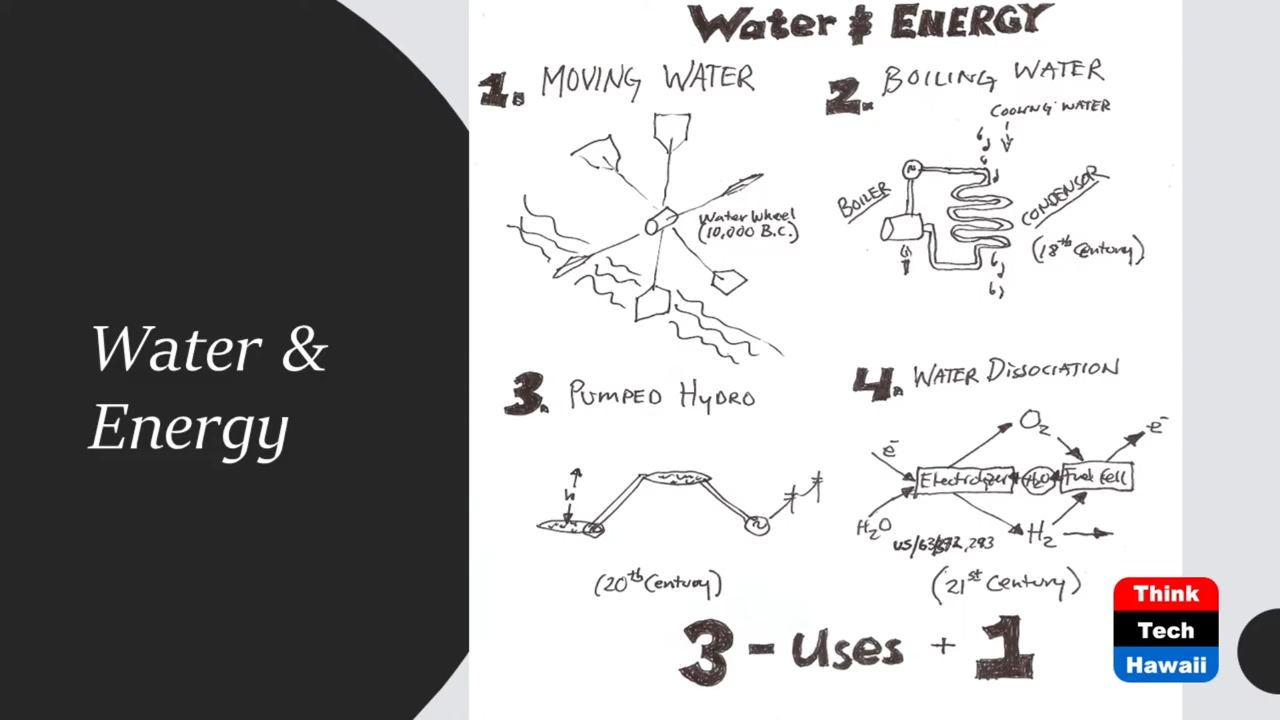 Water &
Energy
Water & ENERGY
1. MOVING WATER
Water Wheel
(10,000 B.C.)
2. BOILING WATER
COOLING WATER
BOILER
CONDENSOR
(18th Century)
3. PUMPED HYDRO
h
(20th Century)
4. WATER DISSOCIATION
O2
e-
e-
Electrolyzer
H2O
Fuel Cell
H2O
H2
(21st Century)
3 - Uses + 1
Think
Tech
Hawaii